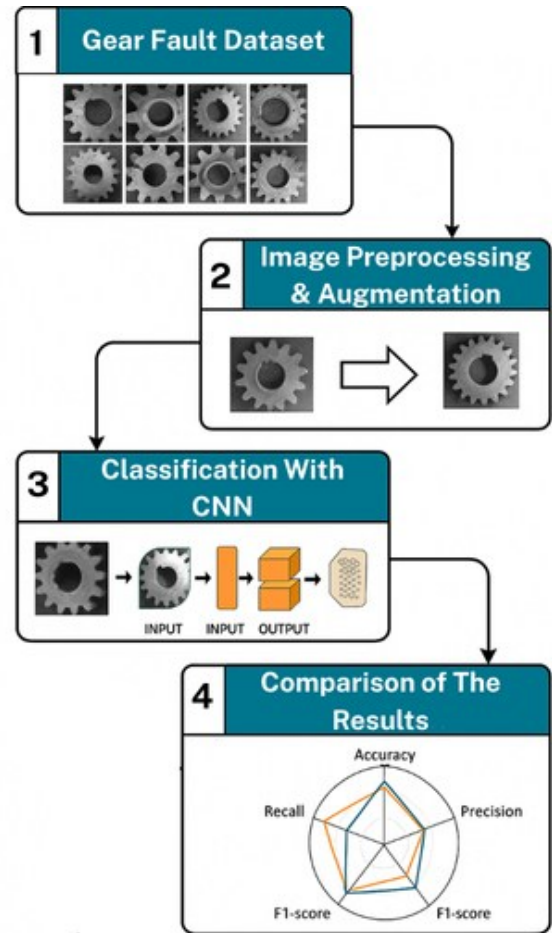 1
Gear Fault Dataset
2
Image Preprocessing
& Augmentation
3
Classification With
CNN
INPUT INPUT OUTPUT
4
Comparison of The
Results
Accuracy
Recall Precision
F1-score F1-score